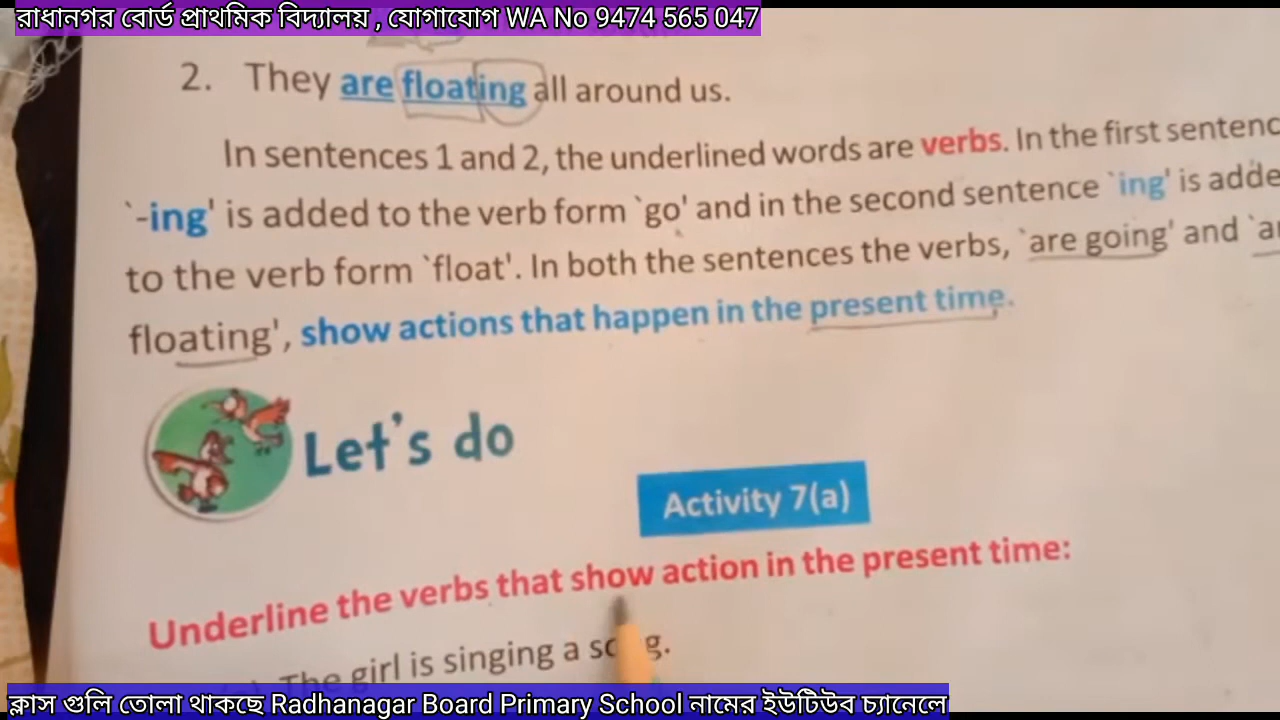 রাধানগর বোর্ড প্রাথমিক বিদ্যালয় , যোগাযোগ WA No 9474 565 047
2. They are floating all around us.
In sentences 1 and 2, the underlined words are verbs. In the first
`-ing' is added to the verb form `go' and in the second sentence `ing' is
to the verb form `float'. In both the sentences the verbs, `are going' and
floating', show actions that happen in the present time.
Let's do
Activity 7(a)
Underline the verbs that show action in the present time:
The girl is singing a
ক্লাস গুলি তোলা থাকছে Radhanagar Board Primary School নামের ইউটিউব চ্যানেলে